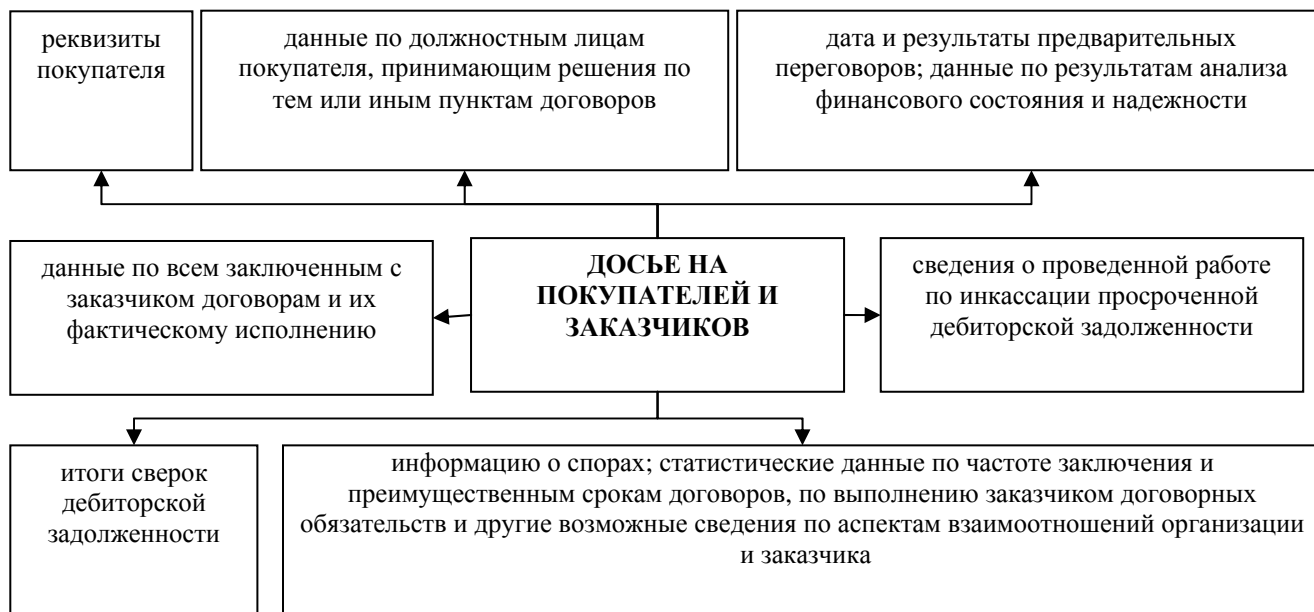 реквизиты
покупателя
данные по должностным лицам
покупателя, принимающим решения по
тем или иным пунктам договоров
дата и результаты предварительных
переговоров; данные по результатам анализа
финансового состояния и надежности
данные по всем заключенным с
заказчиком договорам и их
фактическому исполнению
ДОСЬЕ НА
ПОКУПАТЕЛЕЙ И
ЗАКАЗЧИКОВ
сведения о проведенной работе
по инкассации просроченной
дебиторской задолженности
итоги сверок
дебиторской
задолженности
информацию о спорах; статистические данные по частоте заключения и
преимущественным срокам договоров, по выполнению заказчиком договорных
обязательств и другие возможные сведения по аспектам взаимоотношений организации
и заказчика